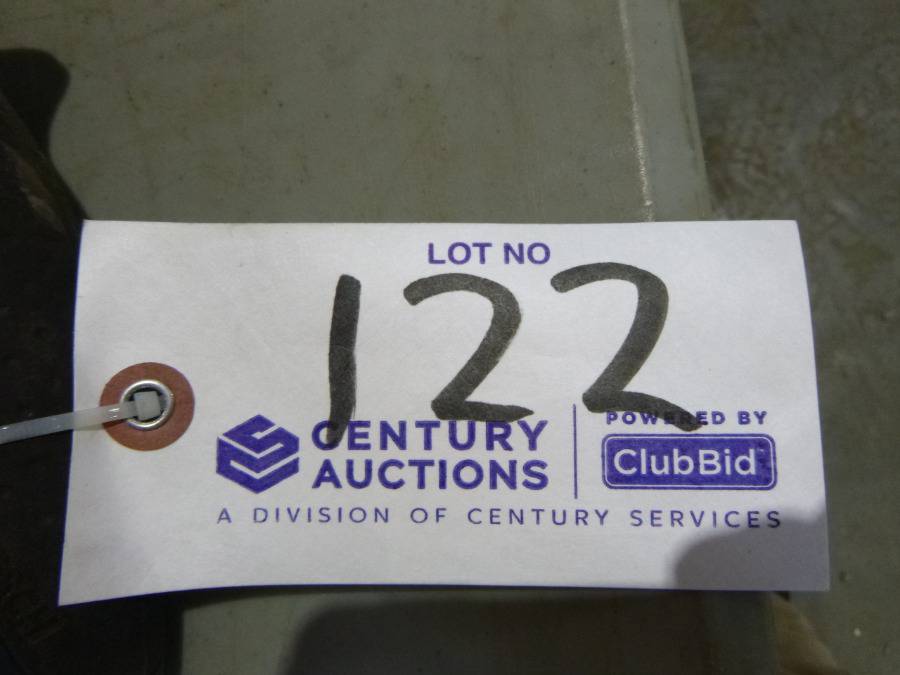 LOT NO
122
CENTURY
AUCTIONS
A DIVISION OF CENTURY SERVICES
POWERED BY
ClubBid